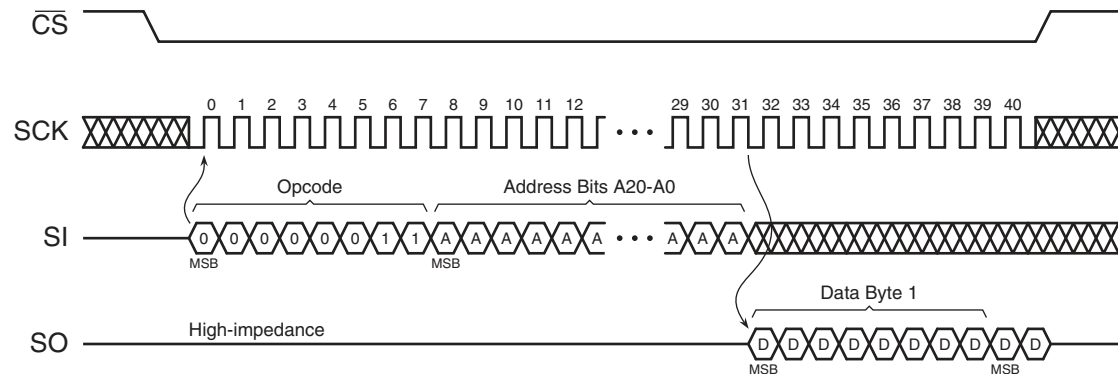 CS
0 1 2 3 4 5 6 7 8 9 10 11 12 29 30 31 32 33 34 35 36 37 38 39 40
SCK
Opcode Address Bits A20-A0
SI 0 0 0 0 0 0 1 1 A A A A A A A A A
MSB MSB
Data Byte 1
High-impedance
SO D D D D D D D D D D
MSB MSB